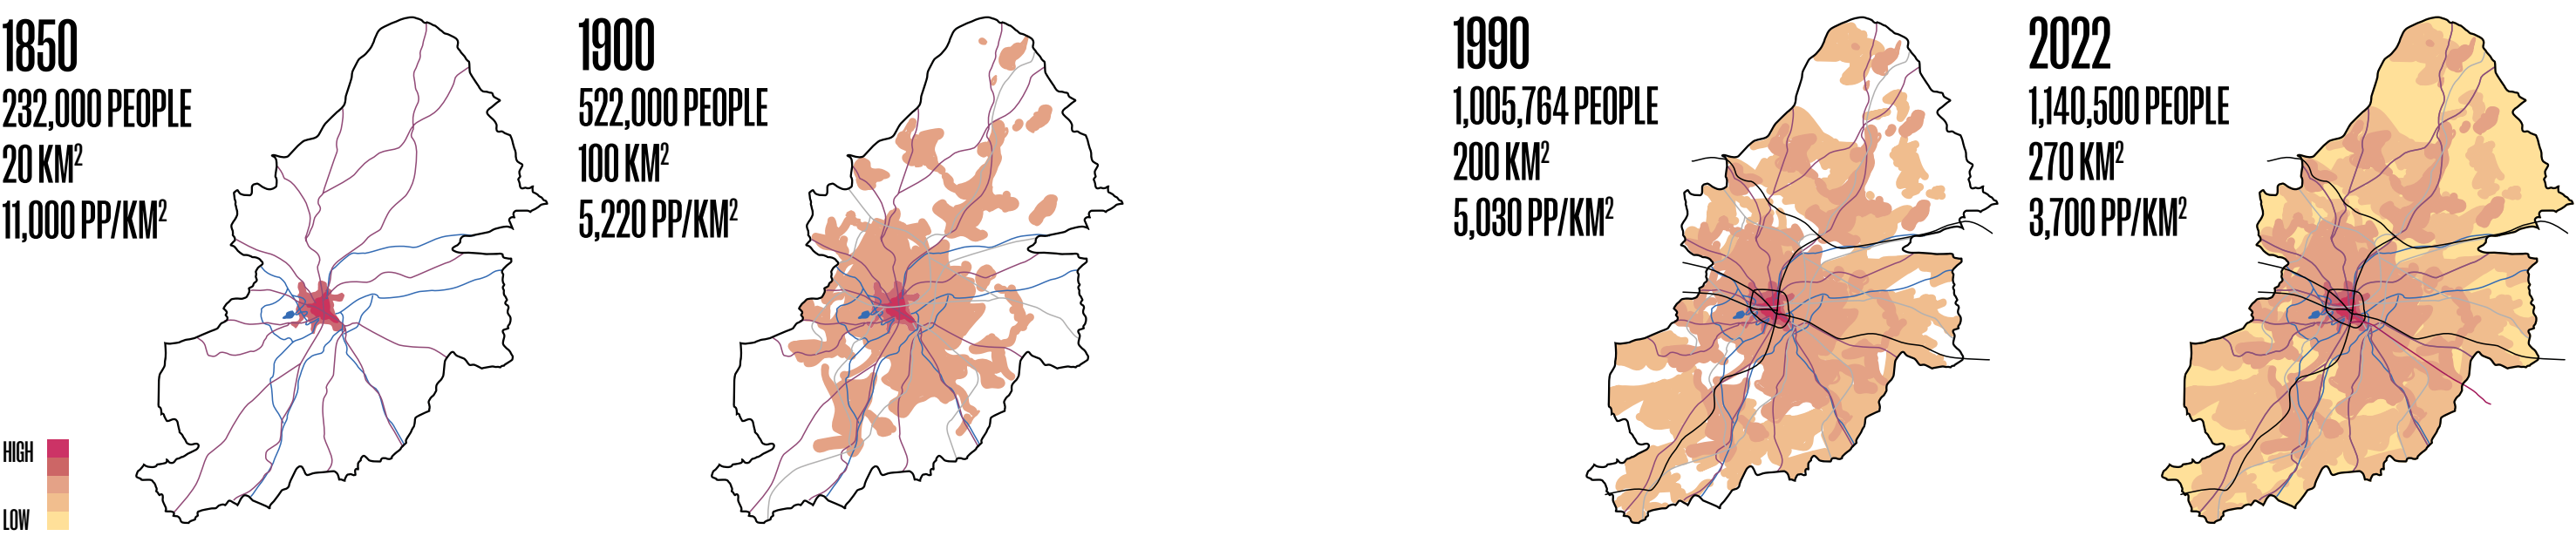 1850
232,000 PEOPLE
20 KM²
11,000 PP/KM²
1900
522,000 PEOPLE
100 KM²
5,220 PP/KM²
1990
1,005,764 PEOPLE
200 KM²
5,030 PP/KM²
2022
1,140,500 PEOPLE
270 KM²
3,700 PP/KM²
HIGH
LOW